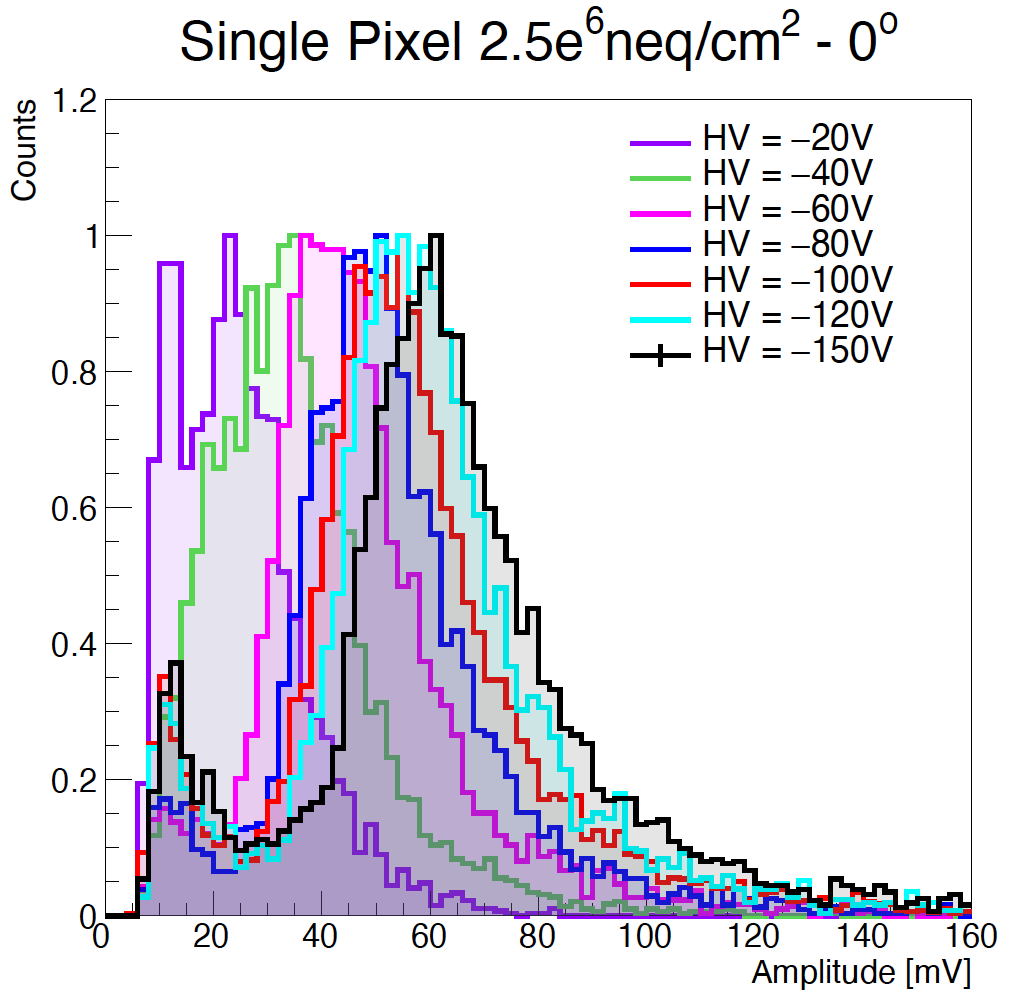 Single Pixel 2.5e⁶neq/cm² - 0º
Counts
1.2
1
0.8
0.6
0.4
0.2
0
HV = −20V
HV = −40V
HV = −60V
HV = −80V
HV = −100V
HV = −120V
HV = −150V
0 20 40 60 80 100 120 140 160
Amplitude [mV]